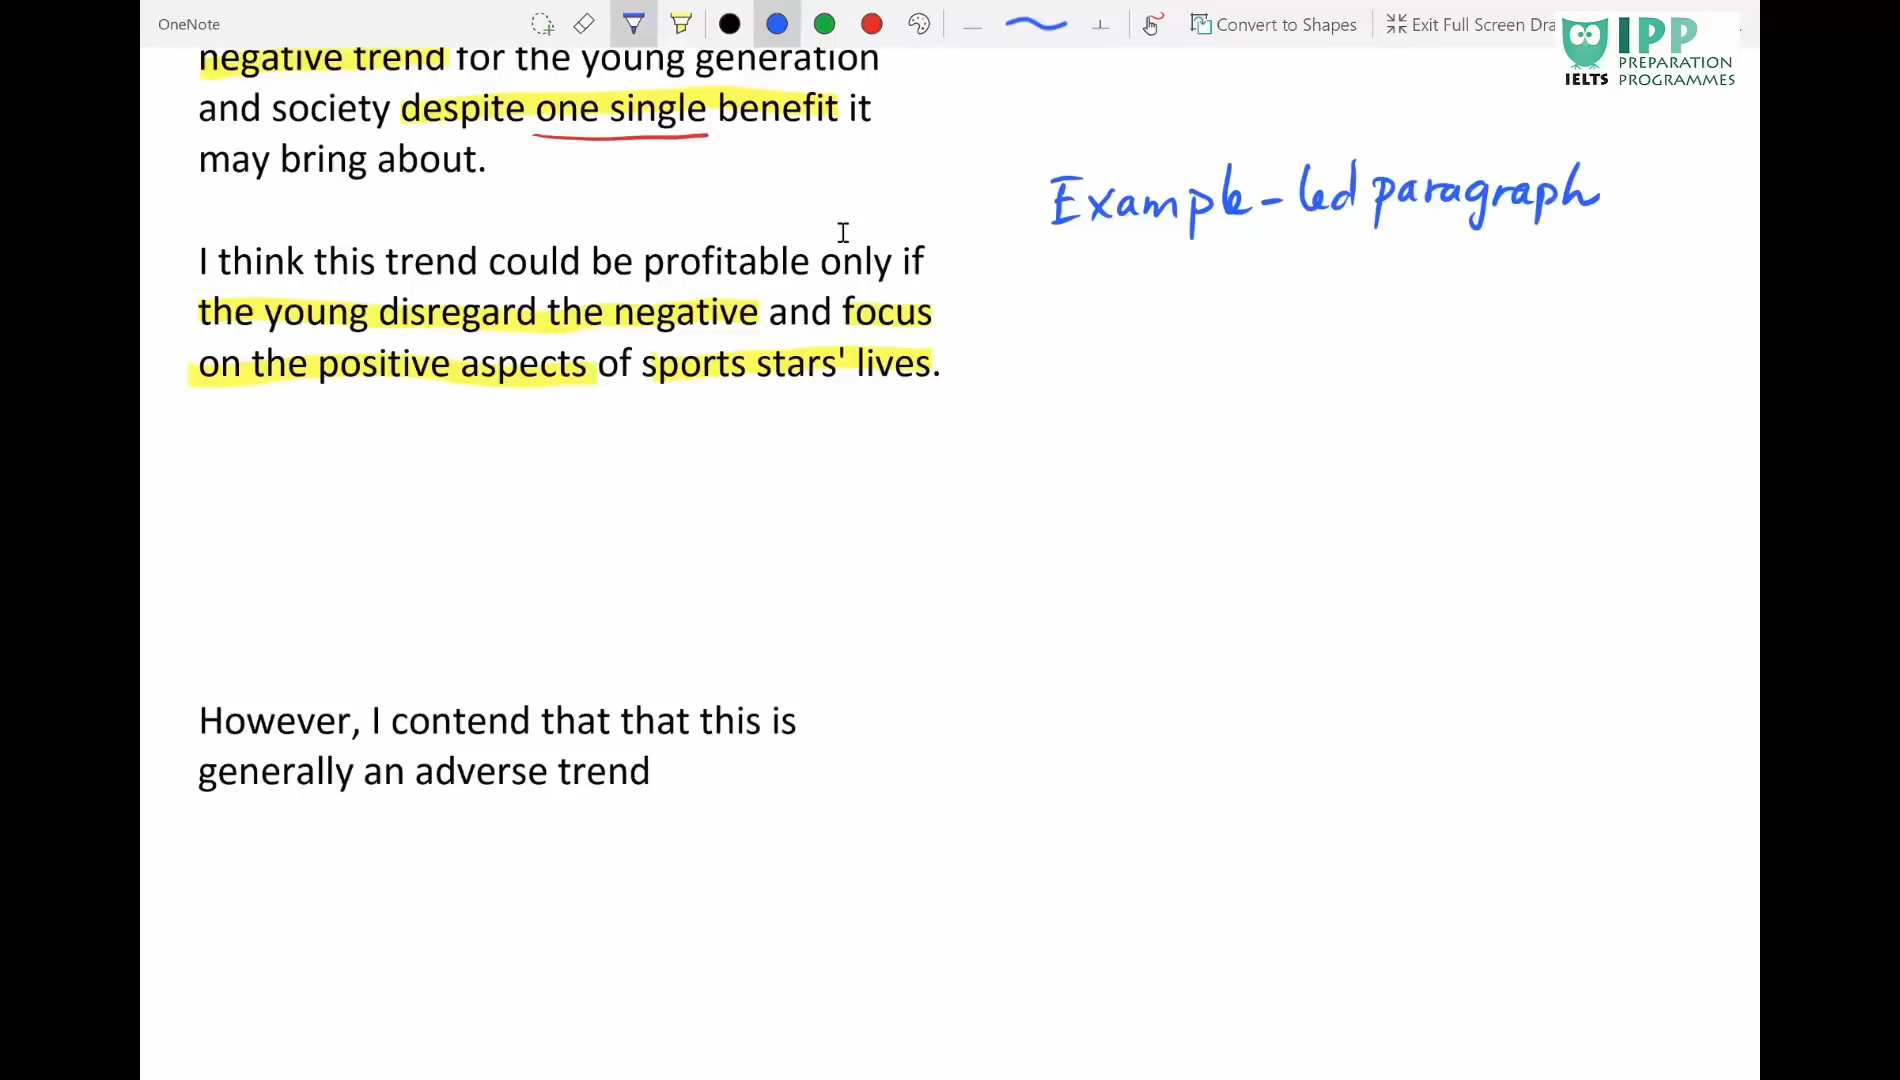 OneNote
Convert to Shapes
Exit Full Screen Dra
IPP
PREPARATION
IELTS PROGRAMMES
negative trend for the young generation
and society despite one single benefit it
may bring about.
Example-led paragraph
I think this trend could be profitable only if
the young disregard the negative and focus
on the positive aspects of sports stars' lives.
However, I contend that that this is
generally an adverse trend